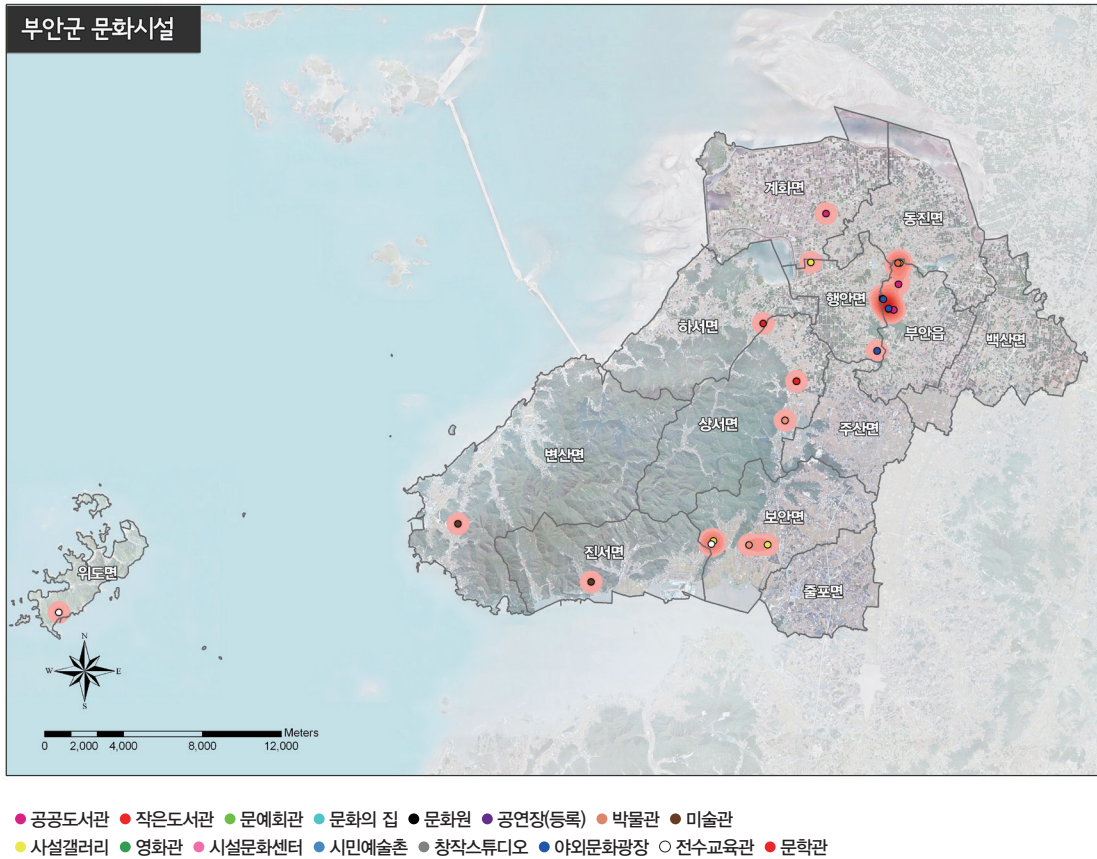 부안군 문화시설
계화면
동진면
행안면
부안읍
백산면
하서면
상서면
주산면
변산면
보안면
진서면
줄포면
위도면
N
W E
S
Meters
0 2,000 4,000 8,000 12,000
공공도서관 작은도서관 문예회관 문화의 집 문화원 공연장(등록) 박물관 미술관
사설갤러리 영화관 시설문화센터 시민예술촌 창작스튜디오 야외문화광장 전수교육관 문학관